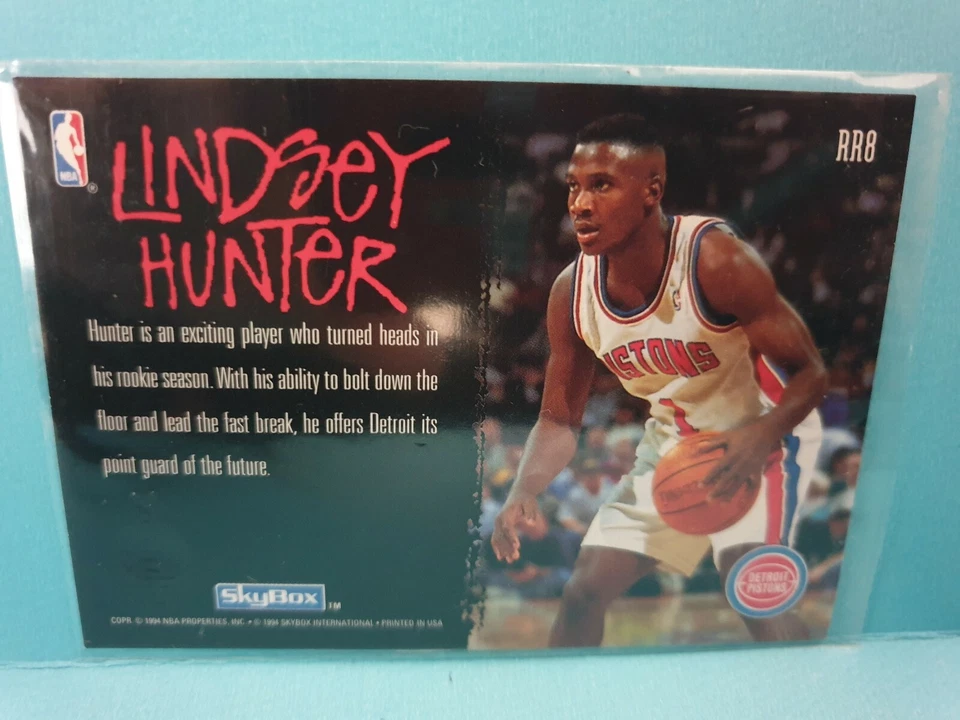 NBA
®
RR8
LINDSEY
HUNTER
Hunter is an exciting player who turned heads in
his rookie season. With his ability to bolt down the
floor and lead the fast break, he offers Detroit its
point guard of the future.
PISTONS
1
DETROIT
PISTONS
SkyBox TM
COPR. © 1994 NBA PROPERTIES, INC. • © 1994 SKYBOX INTERNATIONAL • PRINTED IN USA